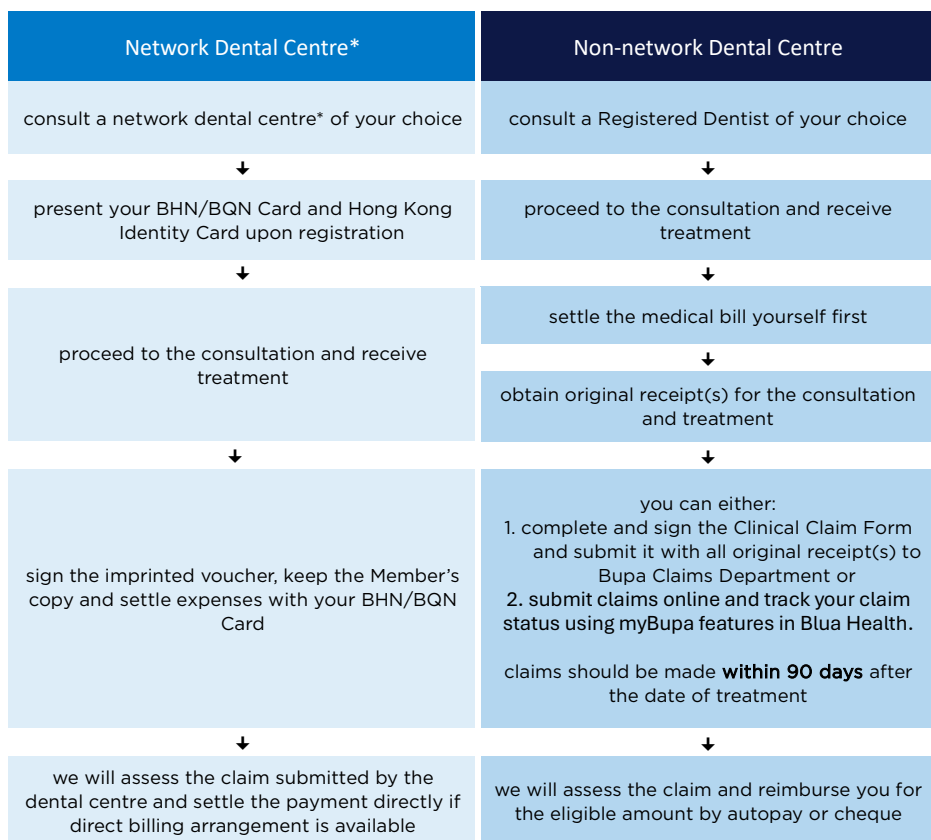 Network Dental Centre*
consult a network dental centre* of your choice
present your BHN/BQN Card and Hong Kong
Identity Card upon registration
proceed to the consultation and receive
treatment
sign the imprinted voucher, keep the Member's
copy and settle expenses with your BHN/BQN
Card
we will assess the claim submitted by the
dental centre and settle the payment directly if
direct billing arrangement is available
Non-network Dental Centre
consult a Registered Dentist of your choice
proceed to the consultation and receive
treatment
settle the medical bill yourself first
obtain original receipt(s) for the consultation
and treatment
you can either:
1. complete and sign the Clinical Claim Form
and submit it with all original receipt(s) to
Bupa Claims Department or
2. submit claims online and track your claim
status using myBupa features in Blua Health.
claims should be made within 90 days after
the date of treatment
we will assess the claim and reimburse you for
the eligible amount by autopay or cheque